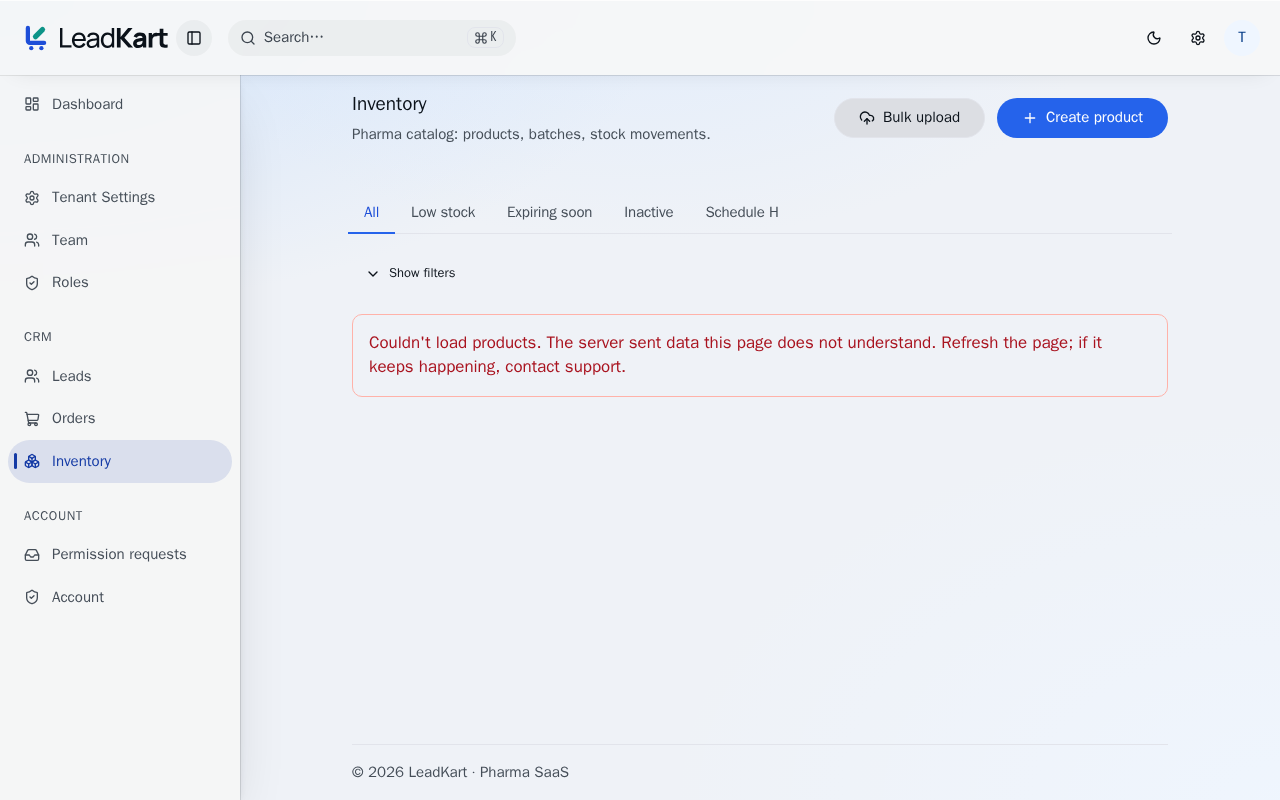 LeadKart
Search...
⌘ K
T
Dashboard
ADMINISTRATION
Tenant Settings
Team
Roles
CRM
Leads
Orders
Inventory
ACCOUNT
Permission requests
Account
Inventory
Pharma catalog: products, batches, stock movements.
Bulk upload
Create product
All
Low stock
Expiring soon
Inactive
Schedule H
Show filters
Couldn't load products. The server sent data this page does not understand. Refresh the page; if it
keeps happening, contact support.
© 2026 LeadKart · Pharma SaaS